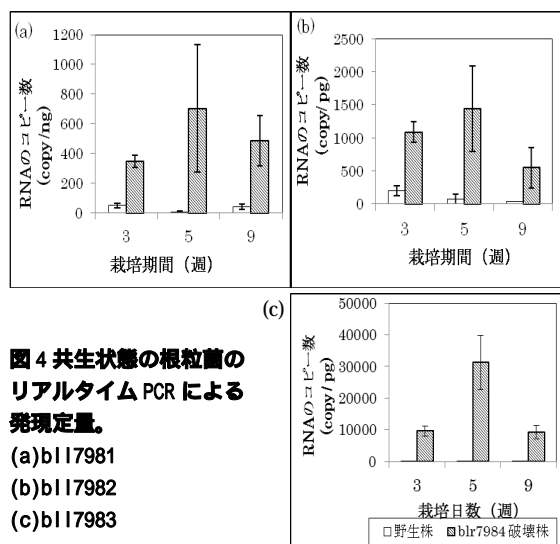 (a)
1200
1000
800
600
400
200
0
RNAのコピー数
(copy/ng)
3 5 9
栽培期間（週）
(b)
2500
2000
1500
1000
500
0
RNAのコピー数
(copy/pg)
3 5 9
栽培期間（週）
(c)
50000
40000
30000
20000
10000
0
RNAのコピー数
(copy/pg)
3 5 9
栽培日数（週）
□野生株 blr7984破壊株
図4 共生状態の根粒菌の
リアルタイム PCR による
発現定量。
(a)bll7981
(b)bll7982
(c)bll7983